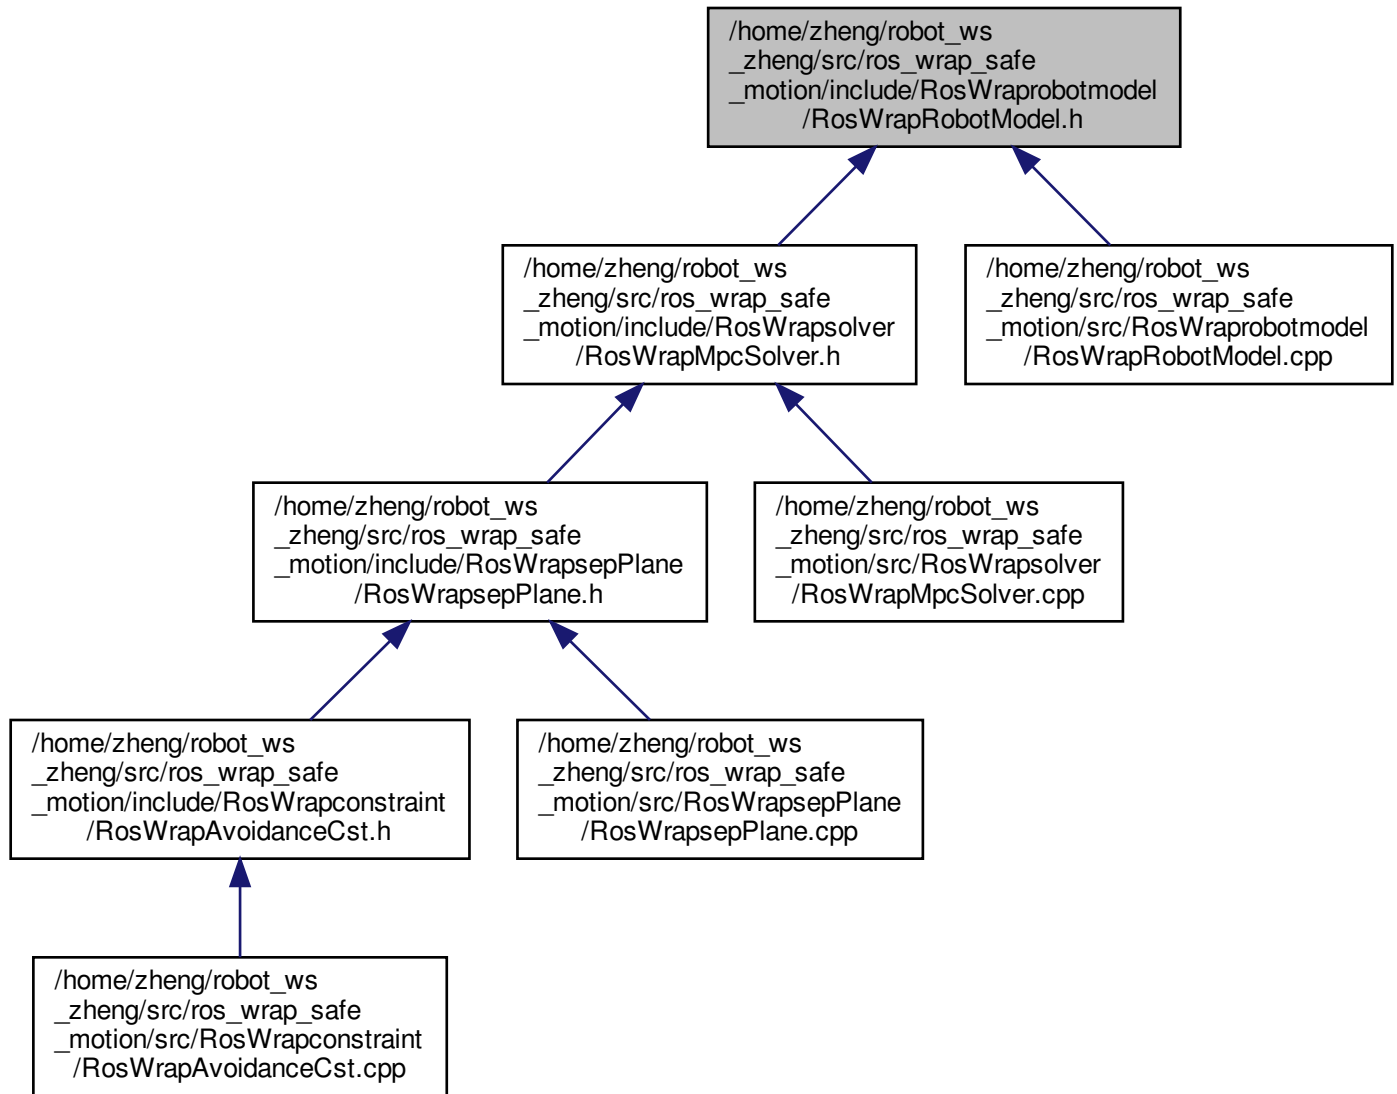 /home/zheng/robot_ws
_zheng/src/ros_wrap_safe
_motion/include/RosWraprobotmodel
/RosWrapRobotModel.h
/home/zheng/robot_ws
_zheng/src/ros_wrap_safe
_motion/include/RosWrapsolver
/RosWrapMpcSolver.h
/home/zheng/robot_ws
_zheng/src/ros_wrap_safe
_motion/src/RosWraprobotmodel
/RosWrapRobotModel.cpp
/home/zheng/robot_ws
_zheng/src/ros_wrap_safe
_motion/include/RosWrapsepPlane
/RosWrapsepPlane.h
/home/zheng/robot_ws
_zheng/src/ros_wrap_safe
_motion/src/RosWrapsolver
/RosWrapMpcSolver.cpp
/home/zheng/robot_ws
_zheng/src/ros_wrap_safe
_motion/include/RosWrapconstraint
/RosWrapAvoidanceCst.h
/home/zheng/robot_ws
_zheng/src/ros_wrap_safe
_motion/src/RosWrapsepPlane
/RosWrapsepPlane.cpp
/home/zheng/robot_ws
_zheng/src/ros_wrap_safe
_motion/src/RosWrapconstraint
/RosWrapAvoidanceCst.cpp